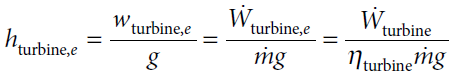 h_turbine,e = w_turbine,e / g = Ẇ_turbine,e / ṁg = Ẇ_turbine / η_turbine ṁg